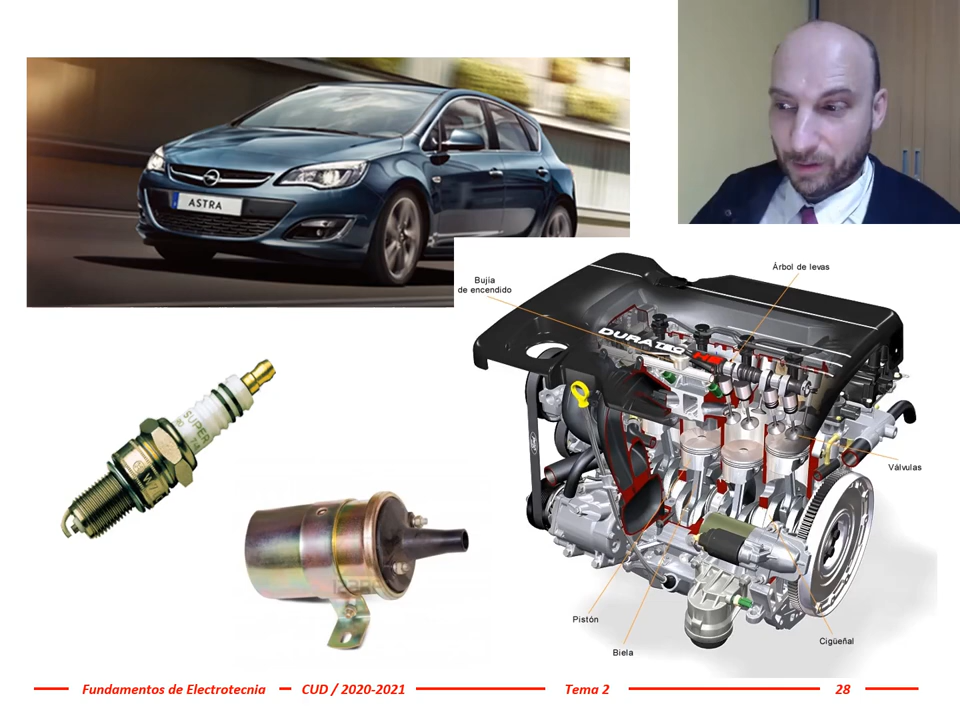 ASTRA
Bujía
de encendido
Árbol de levas
DURATEC
SUPER
Válvulas
Pistón
Biela
Cigüeñal
Fundamentos de Electrotecnia
CUD / 2020-2021
Tema 2
28